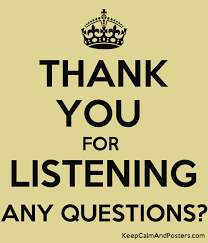 THANK
YOU
FOR
LISTENING
ANY QUESTIONS?
KeepCalmAndPosters.com